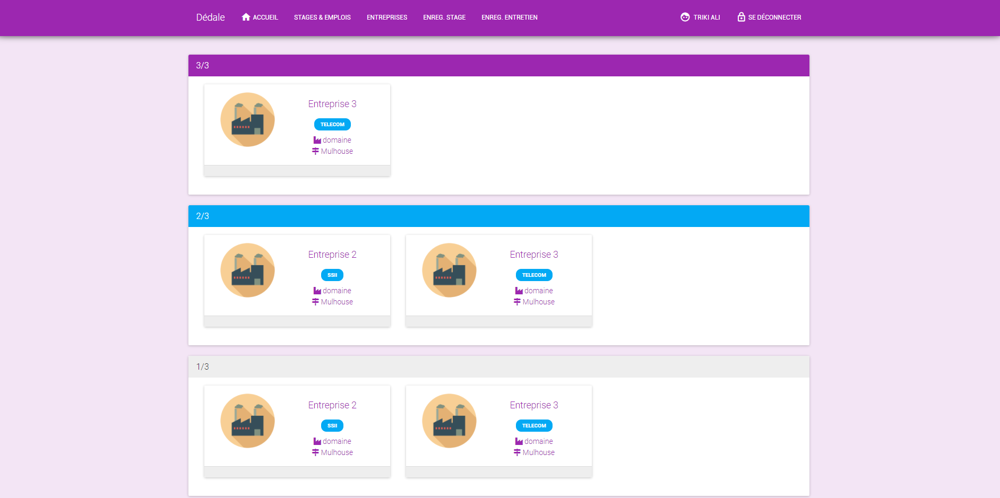 Dédale ACCUEIL STAGES & EMPLOIS ENTREPRISES ENREG. STAGE ENREG. ENTRETIEN TRIKI ALI SE DÉCONNECTER
3/3
Entreprise 3
TELECOM
domaine
Mulhouse
2/3
Entreprise 2
SSII
domaine
Mulhouse
Entreprise 3
TELECOM
domaine
Mulhouse
1/3
Entreprise 2
SSII
domaine
Mulhouse
Entreprise 3
TELECOM
domaine
Mulhouse